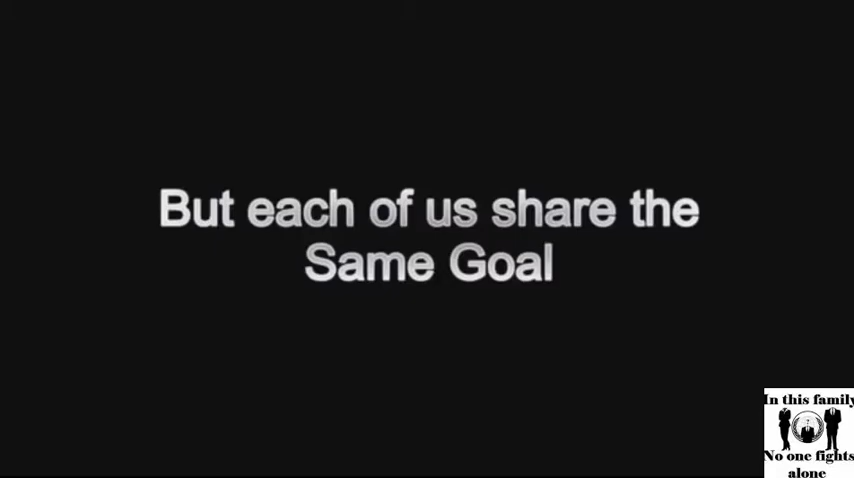 But each of us share the
Same Goal
In this family
No one fights
alone